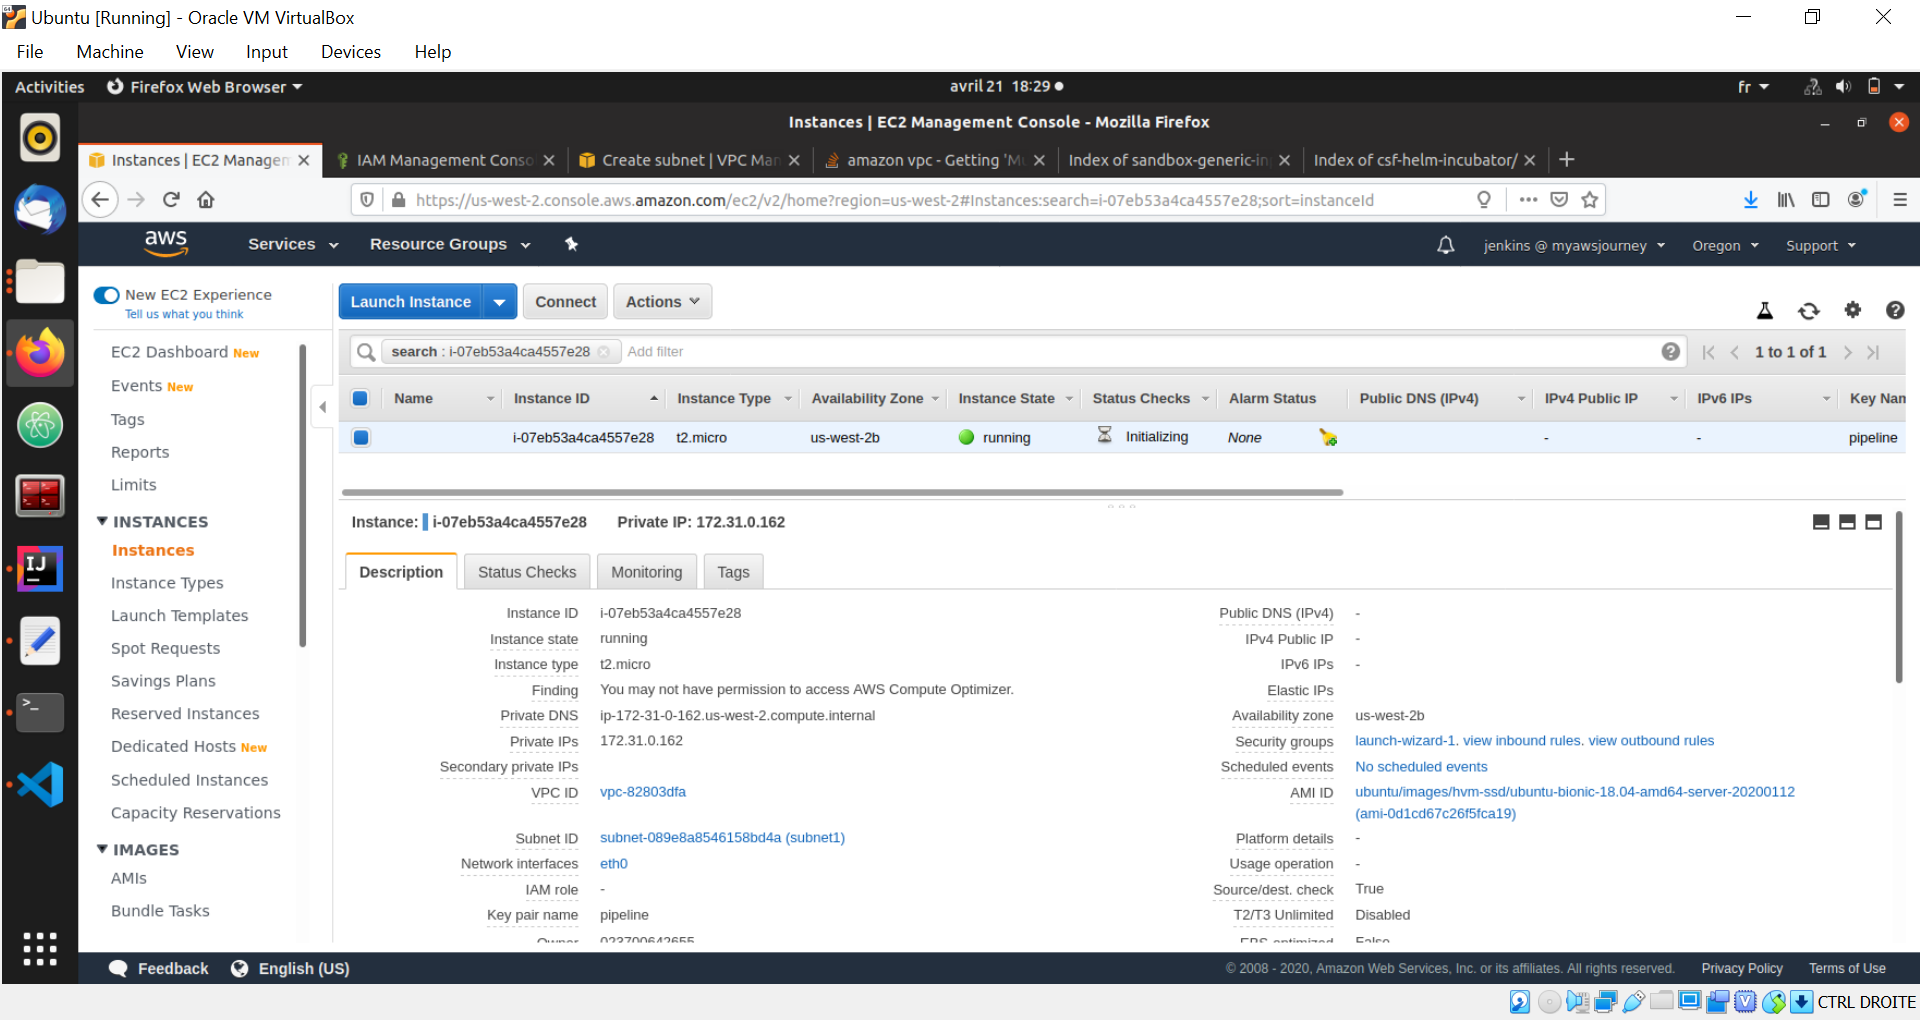 Ubuntu [Running] - Oracle VM VirtualBox
File Machine View Input Devices Help
Activities Firefox Web Browser avril 21 18:29 fr
Instances | EC2 Management Console - Mozilla Firefox
Instances | EC2 Managem IAM Management Conso Create subnet | VPC Man amazon vpc - Getting 'Mu Index of sandbox-generic-in Index of csf-helm-incubator/
https://us-west-2.console.aws.amazon.com/ec2/v2/home?region=us-west-2#Instances:search=i-07eb53a4ca4557e28;sort=instanceId
aws Services Resource Groups jenkins @ myawsjourney Oregon Support
New EC2 Experience
Tell us what you think
Launch Instance Connect Actions
EC2 Dashboard New
Events New
Tags
Reports
Limits
INSTANCES
Instances
Instance Types
Launch Templates
Spot Requests
Savings Plans
Reserved Instances
Dedicated Hosts New
Scheduled Instances
Capacity Reservations
IMAGES
AMIs
Bundle Tasks
search : i-07eb53a4ca4557e28 Add filter 1 to 1 of 1
Name Instance ID Instance Type Availability Zone Instance State Status Checks Alarm Status Public DNS (IPv4) IPv4 Public IP IPv6 IPs Key Nam
i-07eb53a4ca4557e28 t2.micro us-west-2b running Initializing None - - pipeline
Instance: i-07eb53a4ca4557e28 Private IP: 172.31.0.162
Description Status Checks Monitoring Tags
Instance ID i-07eb53a4ca4557e28 Public DNS (IPv4) -
Instance state running IPv4 Public IP -
Instance type t2.micro IPv6 IPs -
Finding You may not have permission to access AWS Compute Optimizer. Elastic IPs
Private DNS ip-172-31-0-162.us-west-2.compute.internal Availability zone us-west-2b
Private IPs 172.31.0.162 Security groups launch-wizard-1. view inbound rules. view outbound rules
Secondary private IPs Scheduled events No scheduled events
VPC ID vpc-82803dfa AMI ID ubuntu/images/hvm-ssd/ubuntu-bionic-18.04-amd64-server-20200112
(ami-0d1cd67c26f5fca19)
Subnet ID subnet-089e8a8546158bd4a (subnet1) Platform details -
Network interfaces eth0 Usage operation -
IAM role - Source/dest. check True
Key pair name pipeline T2/T3 Unlimited Disabled
Owner 023700642655 EBS-optimized False
Feedback English (US) © 2008 - 2020, Amazon Web Services, Inc. or its affiliates. All rights reserved. Privacy Policy Terms of Use
CTRL DROITE